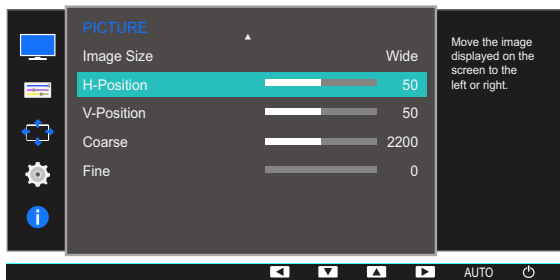 PICTURE
Image Size Wide
H-Position 50
V-Position 50
Coarse 2200
Fine 0
Move the image
displayed on the
screen to the
left or right.
AUTO